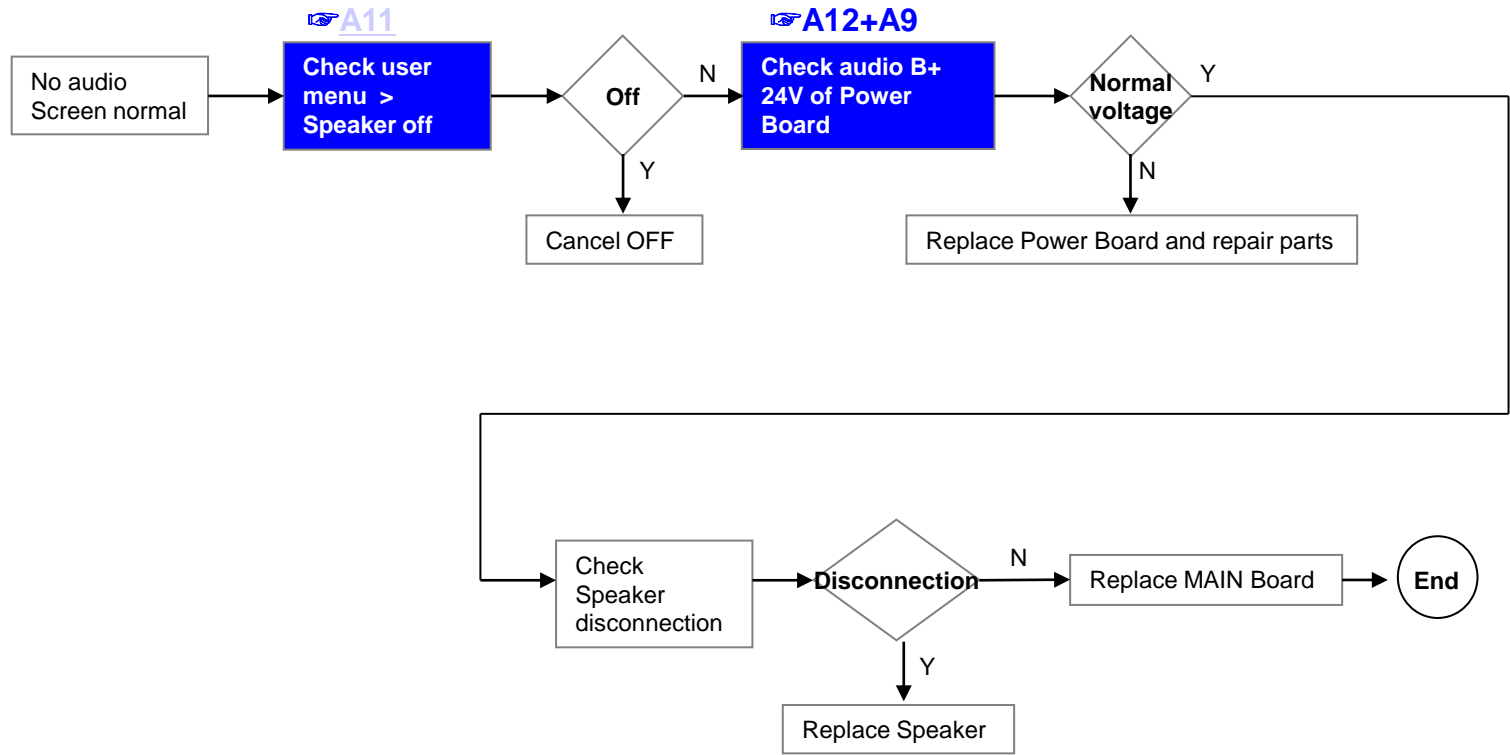 ☞A11
☞A12+A9
No audio
Screen normal
Check user
menu >
Speaker off
Off
N
Check audio B+
24V of Power
Board
Normal
voltage
Y
Y
N
Cancel OFF
Replace Power Board and repair parts
Check
Speaker
disconnection
Disconnection
N
Replace MAIN Board
End
Y
Replace Speaker